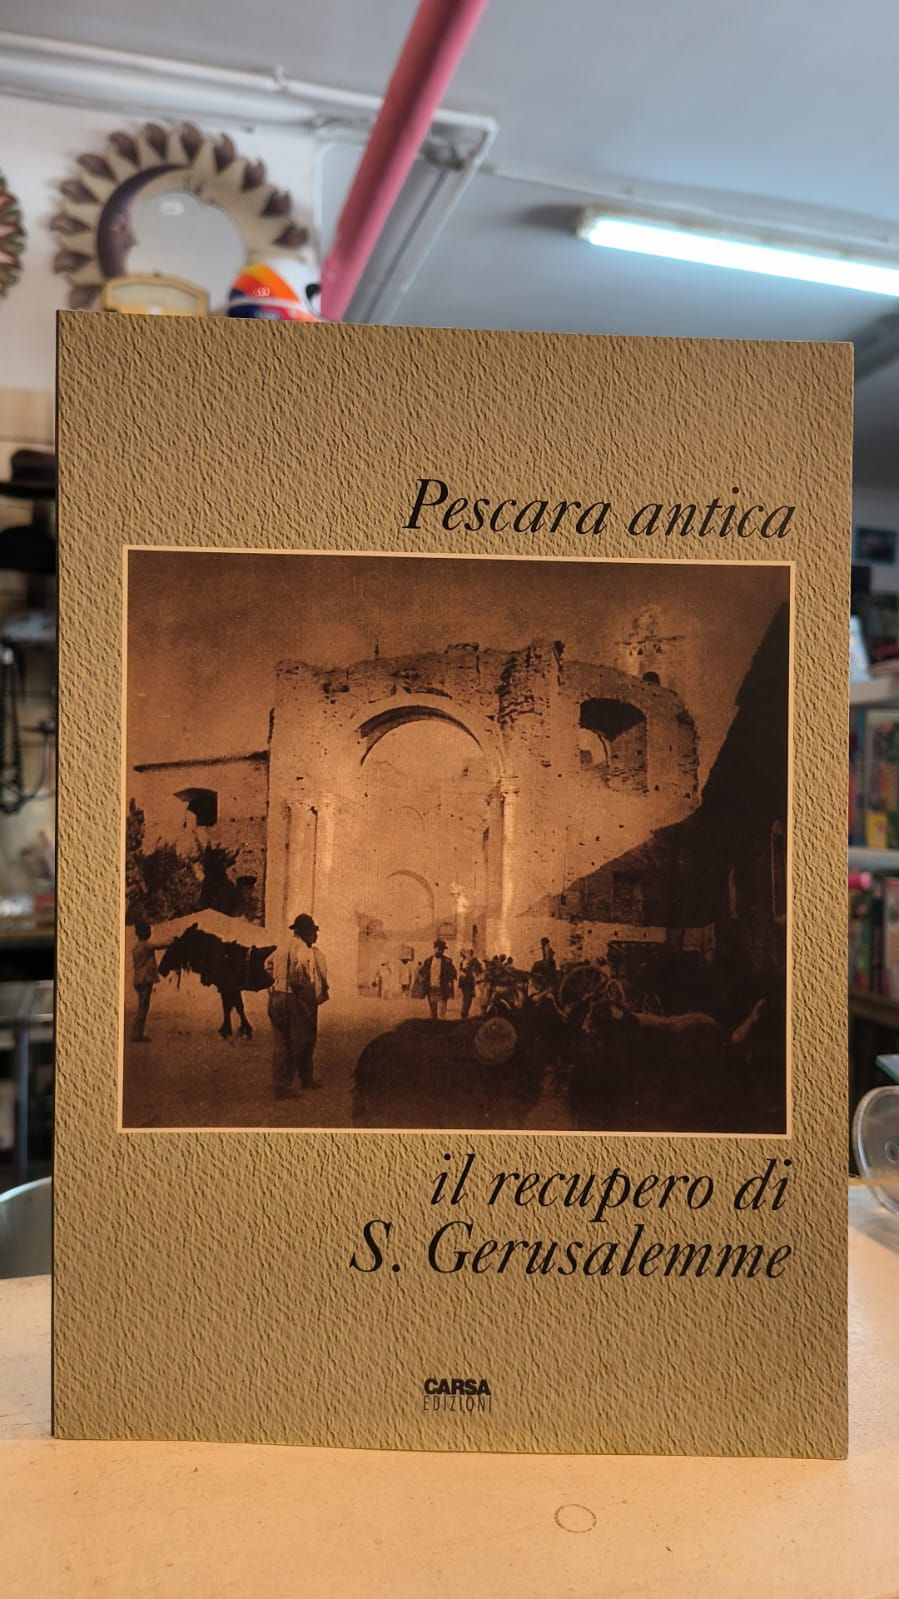 Pescara antica
il recupero di
S. Gerusalemme
CARSA
EDIZIONI